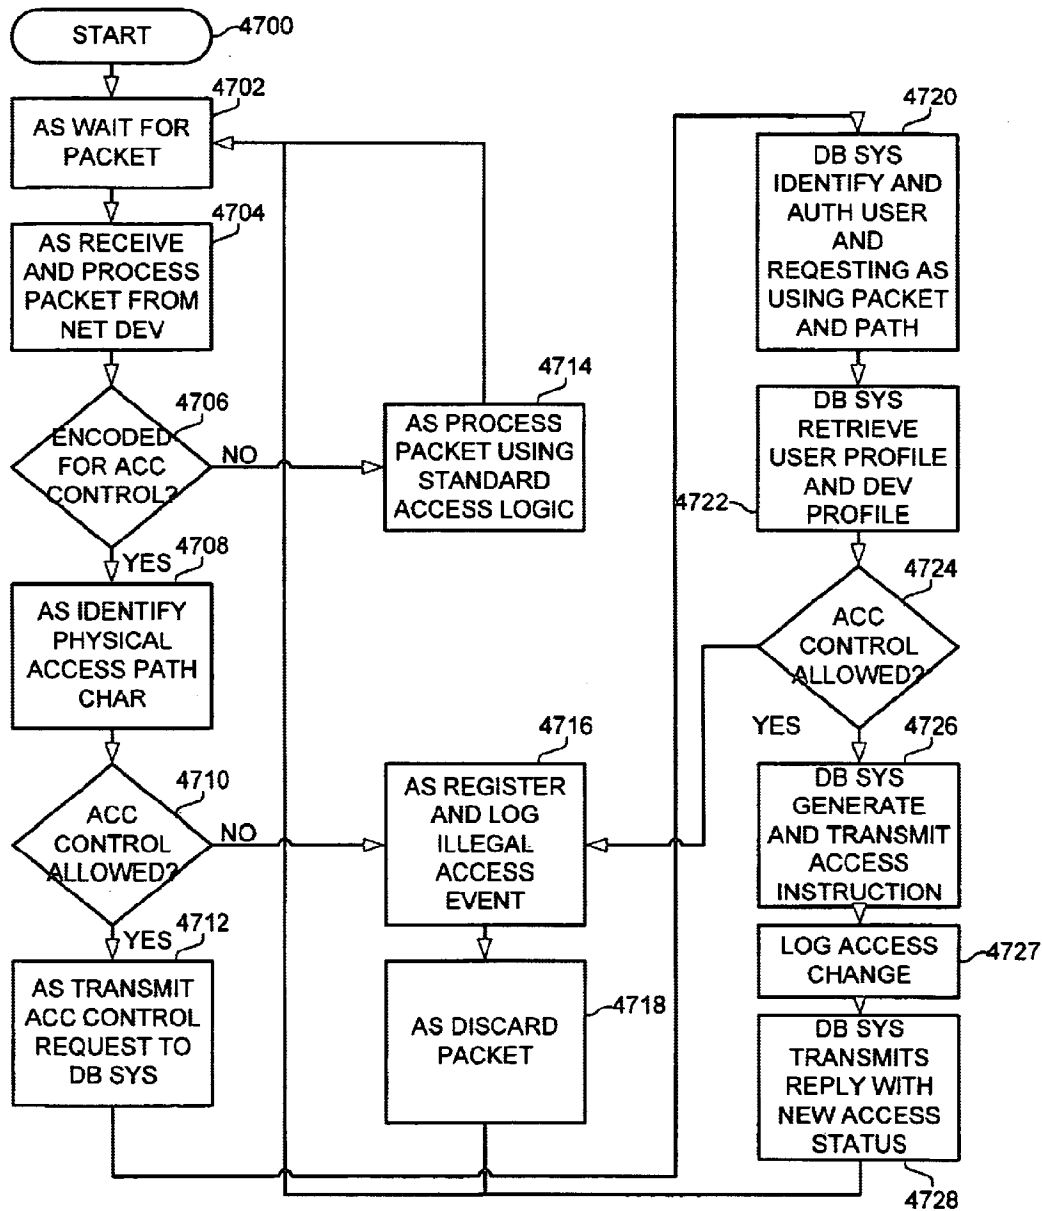 START
4700
4702
AS WAIT FOR
PACKET
4704
AS RECEIVE
AND PROCESS
PACKET FROM
NET DEV
4706
ENCODED
FOR ACC
CONTROL?
NO
YES
4714
AS PROCESS
PACKET USING
STANDARD
ACCESS LOGIC
4708
AS IDENTIFY
PHYSICAL
ACCESS PATH
CHAR
4710
ACC
CONTROL
ALLOWED?
NO
YES
4716
AS REGISTER
AND LOG
ILLEGAL
ACCESS
EVENT
4712
AS TRANSMIT
ACC CONTROL
REQUEST TO
DB SYS
4718
AS DISCARD
PACKET
4720
DB SYS
IDENTIFY AND
AUTH USER
AND
REQESTING AS
USING PACKET
AND PATH
4722
DB SYS
RETRIEVE
USER PROFILE
AND DEV
PROFILE
4724
ACC
CONTROL
ALLOWED?
YES
4726
DB SYS
GENERATE
AND TRANSMIT
ACCESS
INSTRUCTION
LOG ACCESS
CHANGE
4727
DB SYS
TRANSMITS
REPLY WITH
NEW ACCESS
STATUS
4728